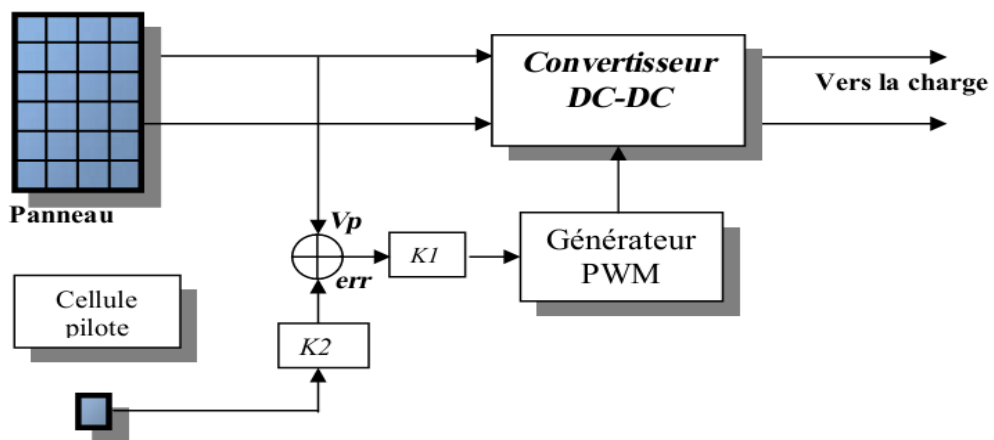 Convertisseur
DC-DC
Vers la charge
Panneau
Vp
err
K1
Générateur
PWM
Cellule
pilote
K2